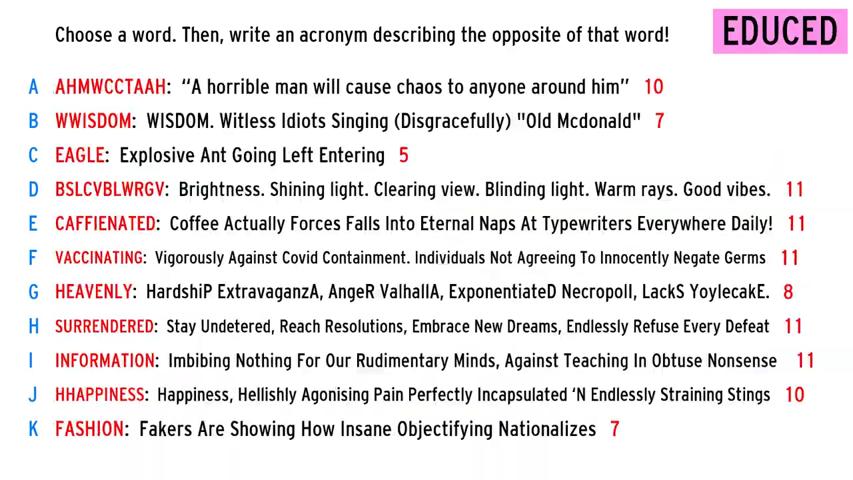 Choose a word. Then, write an acronym describing the opposite of that word!
EDUCED
A AHMWCCTAAH: “A horrible man will cause chaos to anyone around him” 10
B WWISDOM: WISDOM. Witless Idiots Singing (Disgracefully) "Old Mcdonald" 7
C EAGLE: Explosive Ant Going Left Entering 5
D BSLCVBLWRGV: Brightness. Shining light. Clearing view. Blinding light. Warm rays. Good vibes. 11
E CAFFIENATED: Coffee Actually Forces Falls Into Eternal Naps At Typewriters Everywhere Daily! 11
F VACCINATING: Vigorously Against Covid Containment. Individuals Not Agreeing To Innocently Negate Germs 11
G HEAVENLY: HardshiP ExtravaganzA, AngeR ValhallA, ExponentiateD NecropolI, LackS YoylecakE. 8
H SURRENDERED: Stay Undetered, Reach Resolutions, Embrace New Dreams, Endlessly Refuse Every Defeat 11
I INFORMATION: Imbibing Nothing For Our Rudimentary Minds, Against Teaching In Obtuse Nonsense 11
J HHAPPINESS: Happiness, Hellishly Agonising Pain Perfectly Incapsulated ‘N Endlessly Straining Stings 10
K FASHION: Fakers Are Showing How Insane Objectifying Nationalizes 7